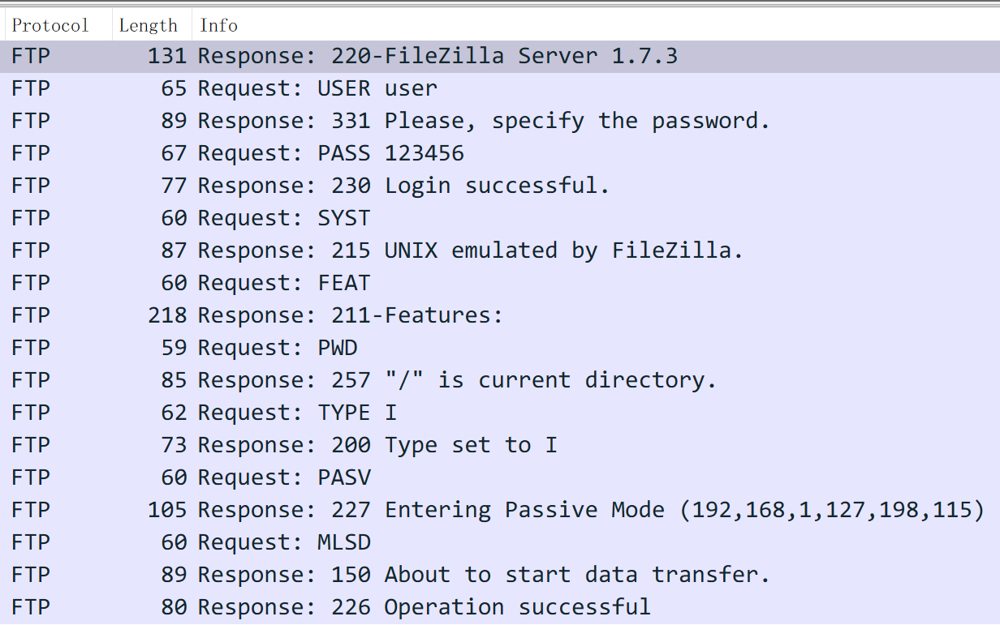 Protocol Length Info
FTP 131 Response: 220-FileZilla Server 1.7.3
FTP 65 Request: USER user
FTP 89 Response: 331 Please, specify the password.
FTP 67 Request: PASS 123456
FTP 77 Response: 230 Login successful.
FTP 60 Request: SYST
FTP 87 Response: 215 UNIX emulated by FileZilla.
FTP 60 Request: FEAT
FTP 218 Response: 211-Features:
FTP 59 Request: PWD
FTP 85 Response: 257 "/" is current directory.
FTP 62 Request: TYPE I
FTP 73 Response: 200 Type set to I
FTP 60 Request: PASV
FTP 105 Response: 227 Entering Passive Mode (192,168,1,127,198,115)
FTP 60 Request: MLSD
FTP 89 Response: 150 About to start data transfer.
FTP 80 Response: 226 Operation successful